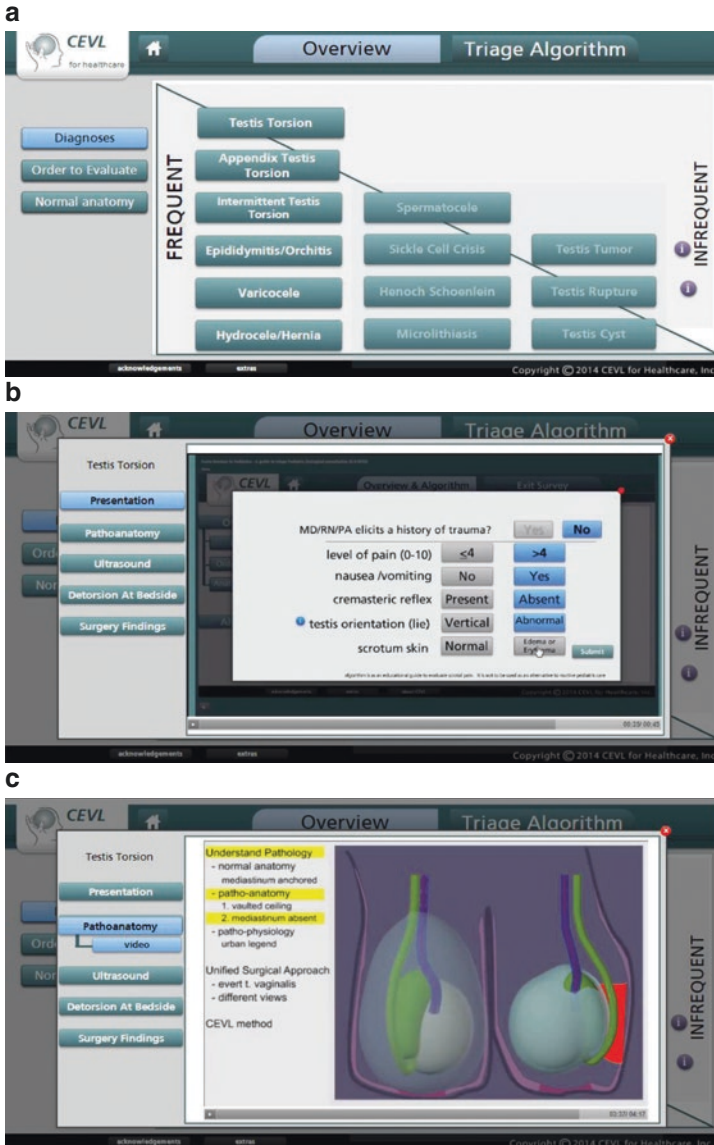 a
CEVL
for healthcare
Overview
Triage Algorithm
Diagnoses
Order to Evaluate
Normal anatomy
FREQUENT
Testis Torsion
Appendix Testis
Torsion
Intermittent Testis
Torsion
Spermatocele
Epididymitis/Orchitis
Sickle Cell Crisis
Testis Tumor
Varicocele
Henoch Schoenlein
Testis Rupture
Hydrocele/Hernia
Microlithiasis
Testis Cyst
INFREQUENT
acknowledgements
extras
Copyright © 2014 CEVL for Healthcare, Inc
b
CEVL
Overview
Triage Algorithm
Testis Torsion
Presentation
Pathoanatomy
Ultrasound
Detorsion At Bedside
Surgery Findings
CEVL
Overview & Algorithm
Exit Survey
MD/RN/PA elicits a history of trauma? Yes No
level of pain (0-10) ≤4 >4
nausea /vomiting No Yes
cremasteric reflex Present Absent
testis orientation (lie) Vertical Abnormal
scrotum skin Normal Edema or
Erythema
Submit
INFREQUENT
acknowledgements
extras
Copyright © 2014 CEVL for Healthcare, Inc
c
CEVL
Overview
Triage Algorithm
Testis Torsion
Presentation
Pathoanatomy
video
Ultrasound
Detorsion At Bedside
Surgery Findings
Understand Pathology
- normal anatomy
mediastinum anchored
- patho-anatomy
1. vaulted ceiling
2. mediastinum absent
- patho-physiology
urban legend
Unified Surgical Approach
- evert t. vaginalis
- different views
CEVL method
INFREQUENT
acknowledgements
extras
Copyright © 2014 CEVL for Healthcare, Inc